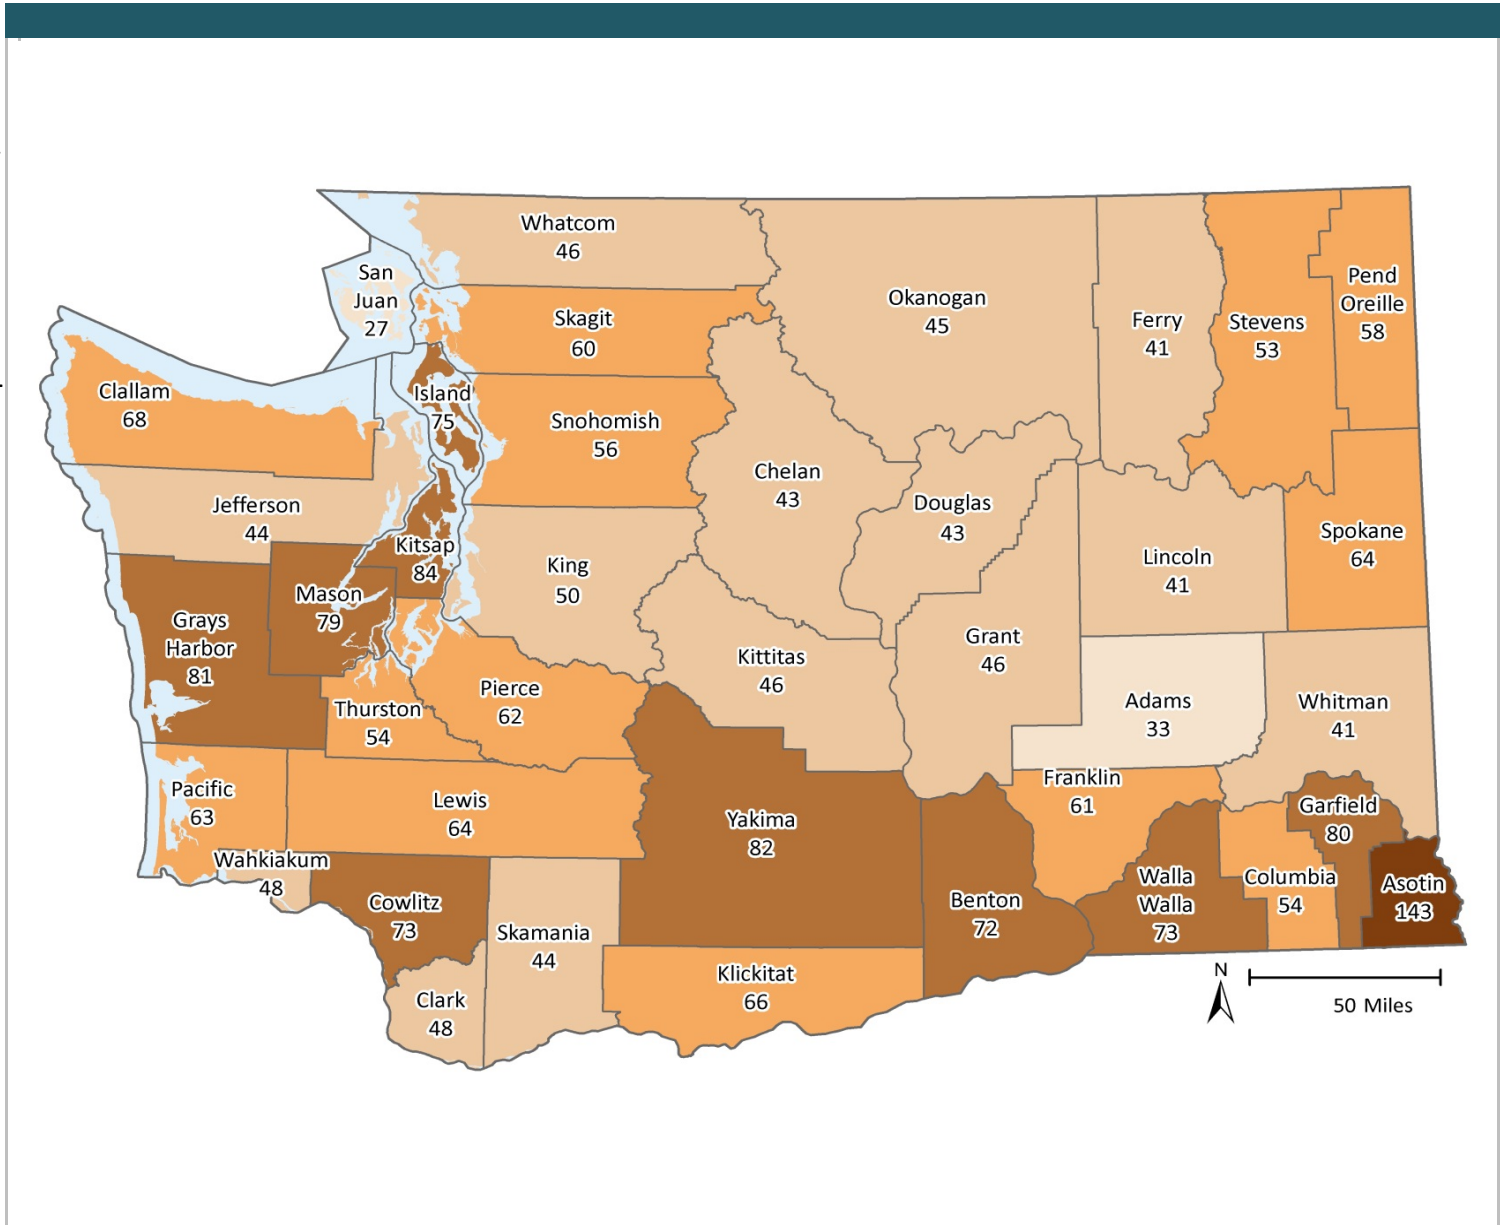 Whatcom
46
San
Juan
27
Skagit
60
Okanogan
45
Ferry
41
Stevens
53
Pend
Oreille
58
Clallam
68
Island
75
Snohomish
56
Chelan
43
Douglas
43
Jefferson
44
Kitsap
84
King
50
Lincoln
41
Spokane
64
Mason
79
Grays
Harbor
81
Grant
46
Kittitas
46
Pierce
62
Thurston
54
Adams
33
Whitman
41
Pacific
63
Lewis
64
Yakima
82
Franklin
61
Garfield
80
Wahkiakum
48
Cowlitz
73
Skamania
44
Benton
72
Walla
Walla
73
Columbia
54
Asotin
143
Klickitat
66
Clark
48
N
50 Miles